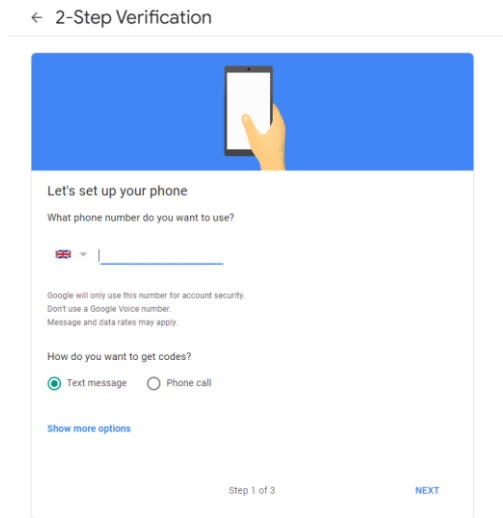 2-Step Verification
Let's set up your phone
What phone number do you want to use?
Google will only use this number for account security.
Don't use a Google Voice number.
Message and data rates may apply.
How do you want to get codes?
Text message Phone call
Show more options
Step 1 of 3 NEXT